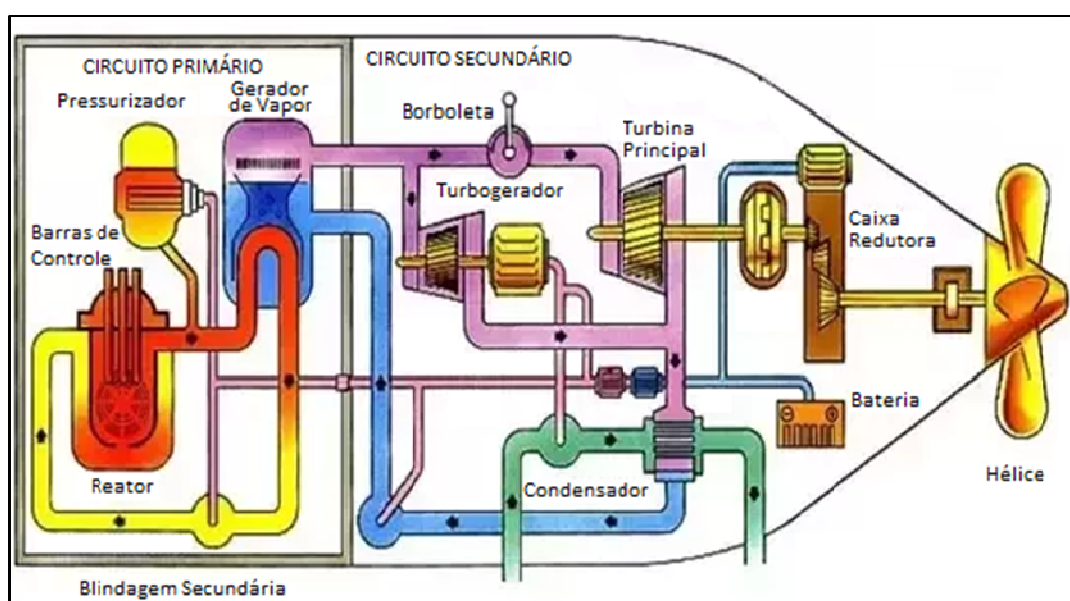 CIRCUITO PRIMÁRIO
CIRCUITO SECUNDÁRIO
Pressurizador
Gerador
de Vapor
Borboleta
Turbina
Principal
Turbogerador
Barras de
Controle
Caixa
Redutora
Bateria
Reator
Condensador
Hélice
Blindagem Secundária